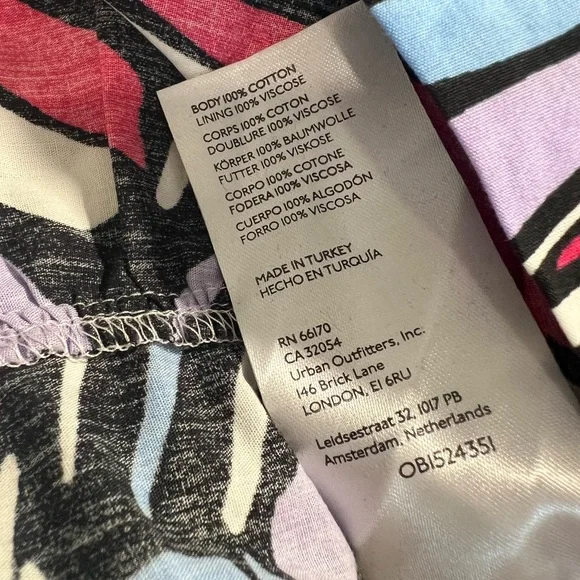 BODY 100% COTTON
LINING 100% VISCOSE
CORPS 100% COTON
DOUBLURE 100% VISCOSE
KÖRPER 100% BAUMWOLLE
FUTTER 100% VISKOSE
CORPO 100% COTONE
FODERA 100% VISCOSA
CUERPO 100% ALGODÓN
FORRO 100% VISCOSA
MADE IN TURKEY
HECHO EN TURQUÍA
RN 66170
CA 32054
Urban Outfitters, Inc.
146 Brick Lane
LONDON, E1 6RU
Leidsestraat 32, 1017 PB
Amsterdam, Netherlands
OB1524351